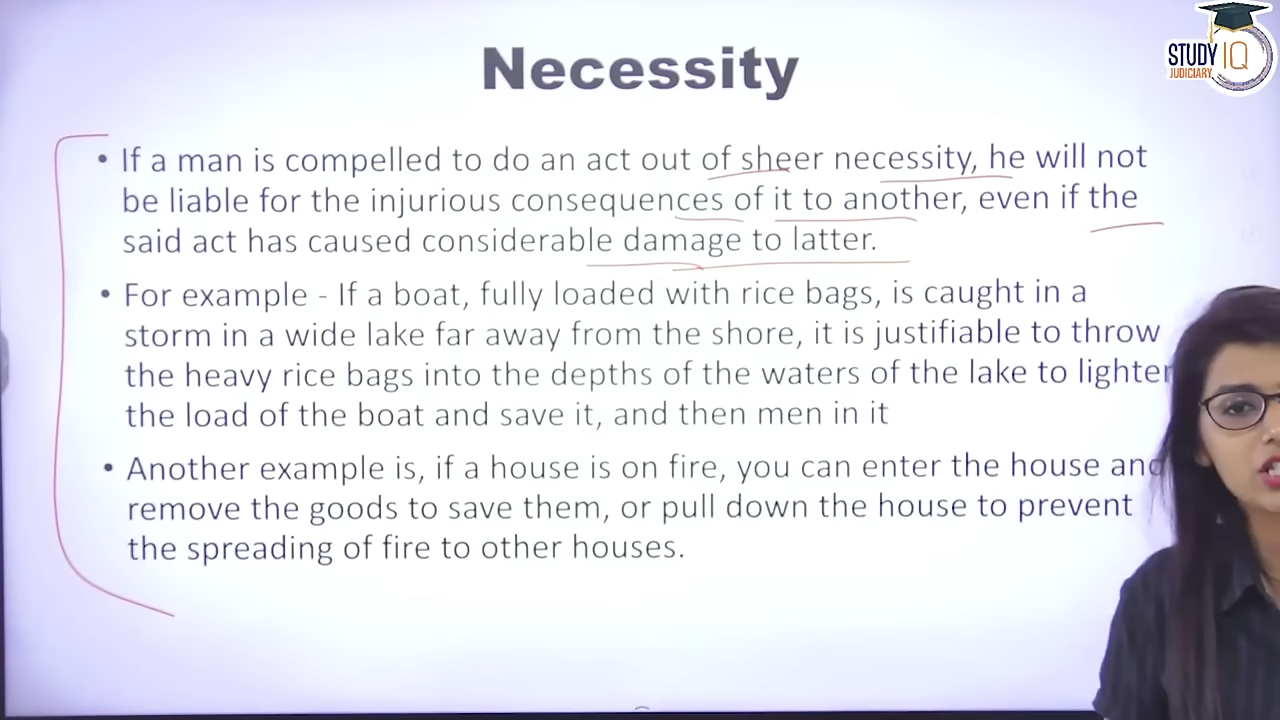 Necessity
STUDY IQ
JUDICIARY
• If a man is compelled to do an act out of sheer necessity, he will not
be liable for the injurious consequences of it to another, even if the
said act has caused considerable damage to latter.
• For example - If a boat, fully loaded with rice bags, is caught in a
storm in a wide lake far away from the shore, it is justifiable to throw
the heavy rice bags into the depths of the waters of the lake to lighten
the load of the boat and save it, and then men in it
• Another example is, if a house is on fire, you can enter the house and
remove the goods to save them, or pull down the house to prevent
the spreading of fire to other houses.